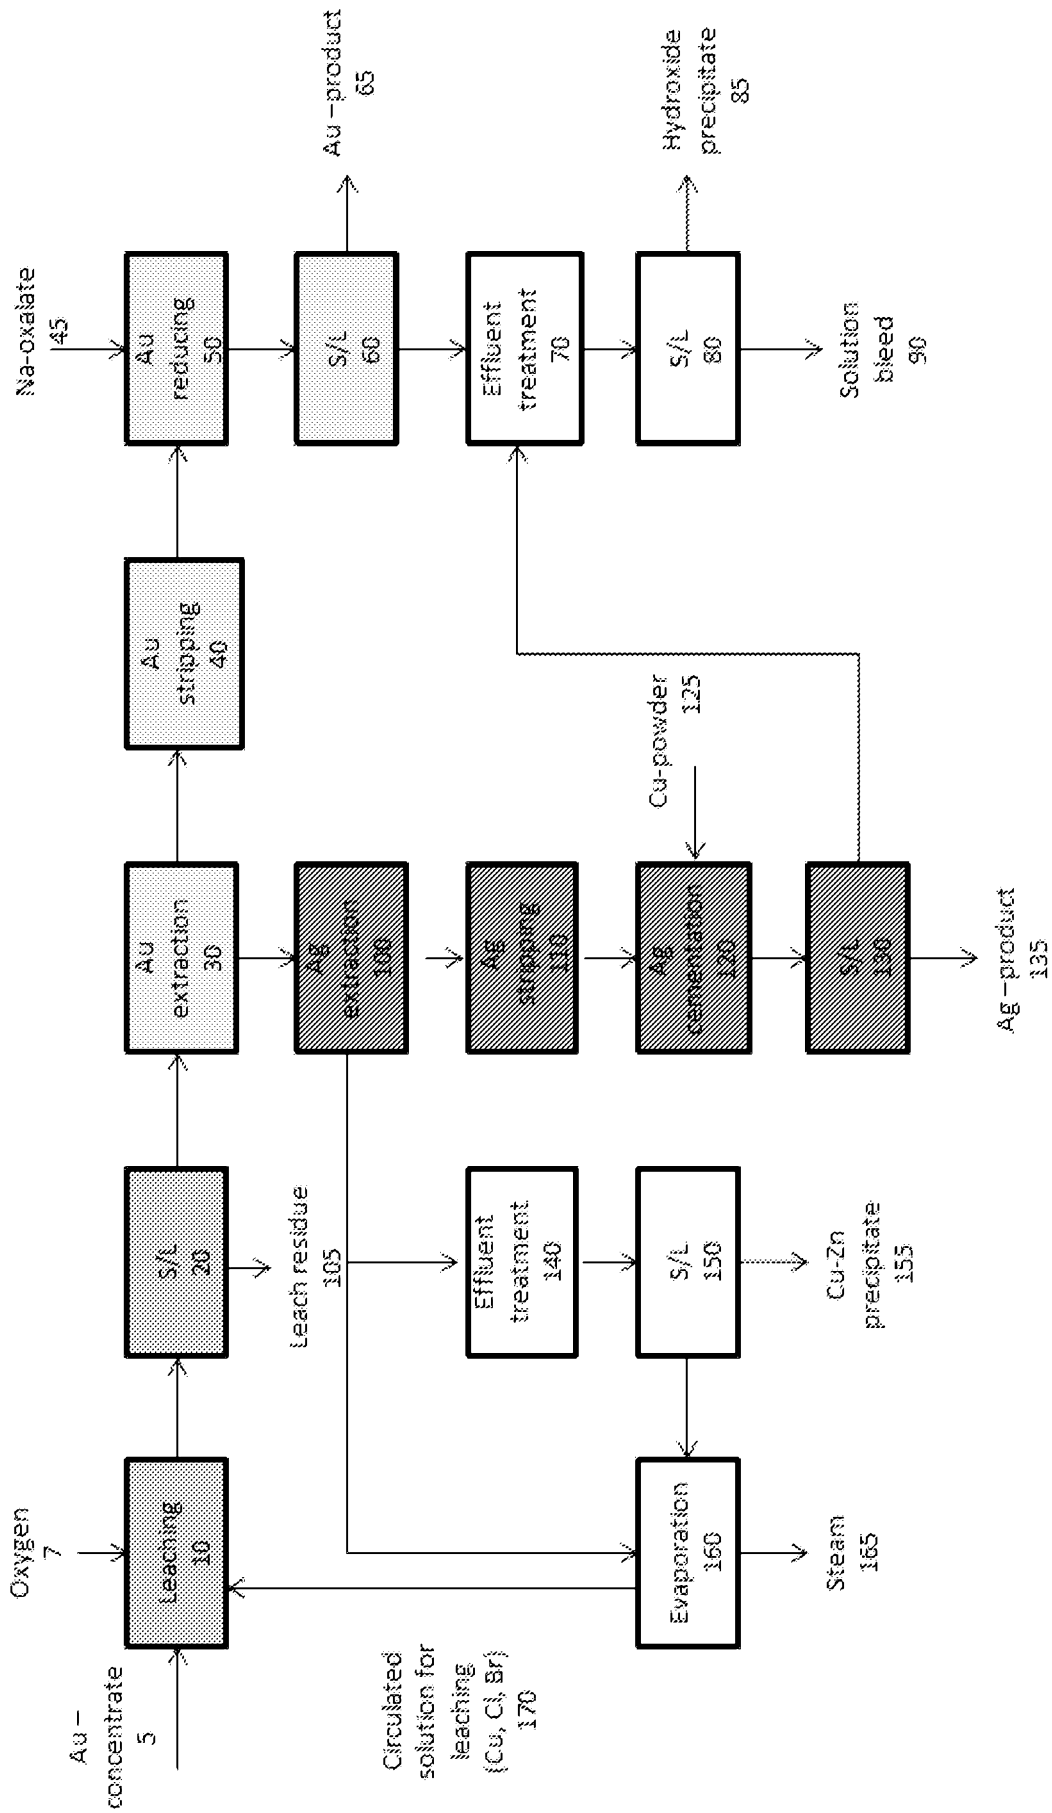 Oxygen
7
Au –
concentrate
5
Leaching
10
S/L
20
Leach residue
105
Au
extraction
30
Au
stripping
40
Na-oxalate
45
Au
reducing
50
S/L
60
Au –product
65
Effluent
treatment
70
S/L
80
Hydroxide
precipitate
85
Solution
bleed
90
Ag
extraction
100
Ag
stripping
110
Ag
cementation
120
Cu-powder
125
S/L
130
Ag –product
135
Effluent
treatment
140
S/L
150
Cu-Zn
precipitate
155
Evaporation
160
Steam
165
Circulated
solution for
leaching
(Cu, Cl, Br)
170